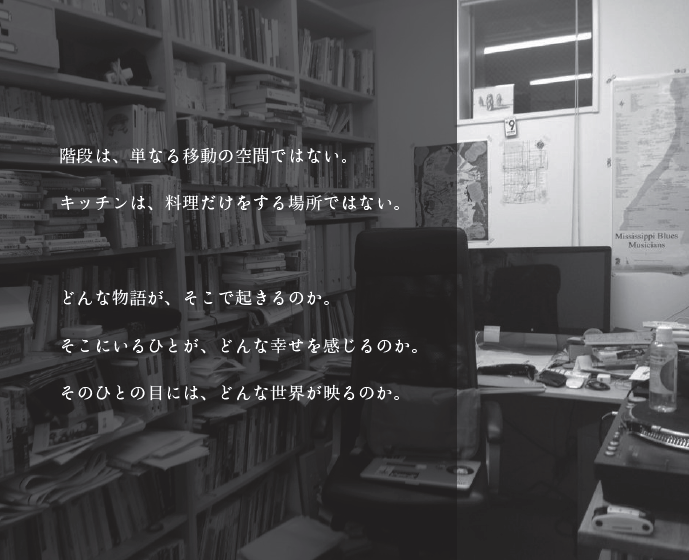 階段は、単なる移動の空間ではない。
キッチンは、料理だけをする場所ではない。
どんな物語が、そこで起きるのか。
そこにいるひとが、どんな幸せを感じるのか。
そのひとの目には、どんな世界が映るのか。
9
Mississippi Blues
Musicians